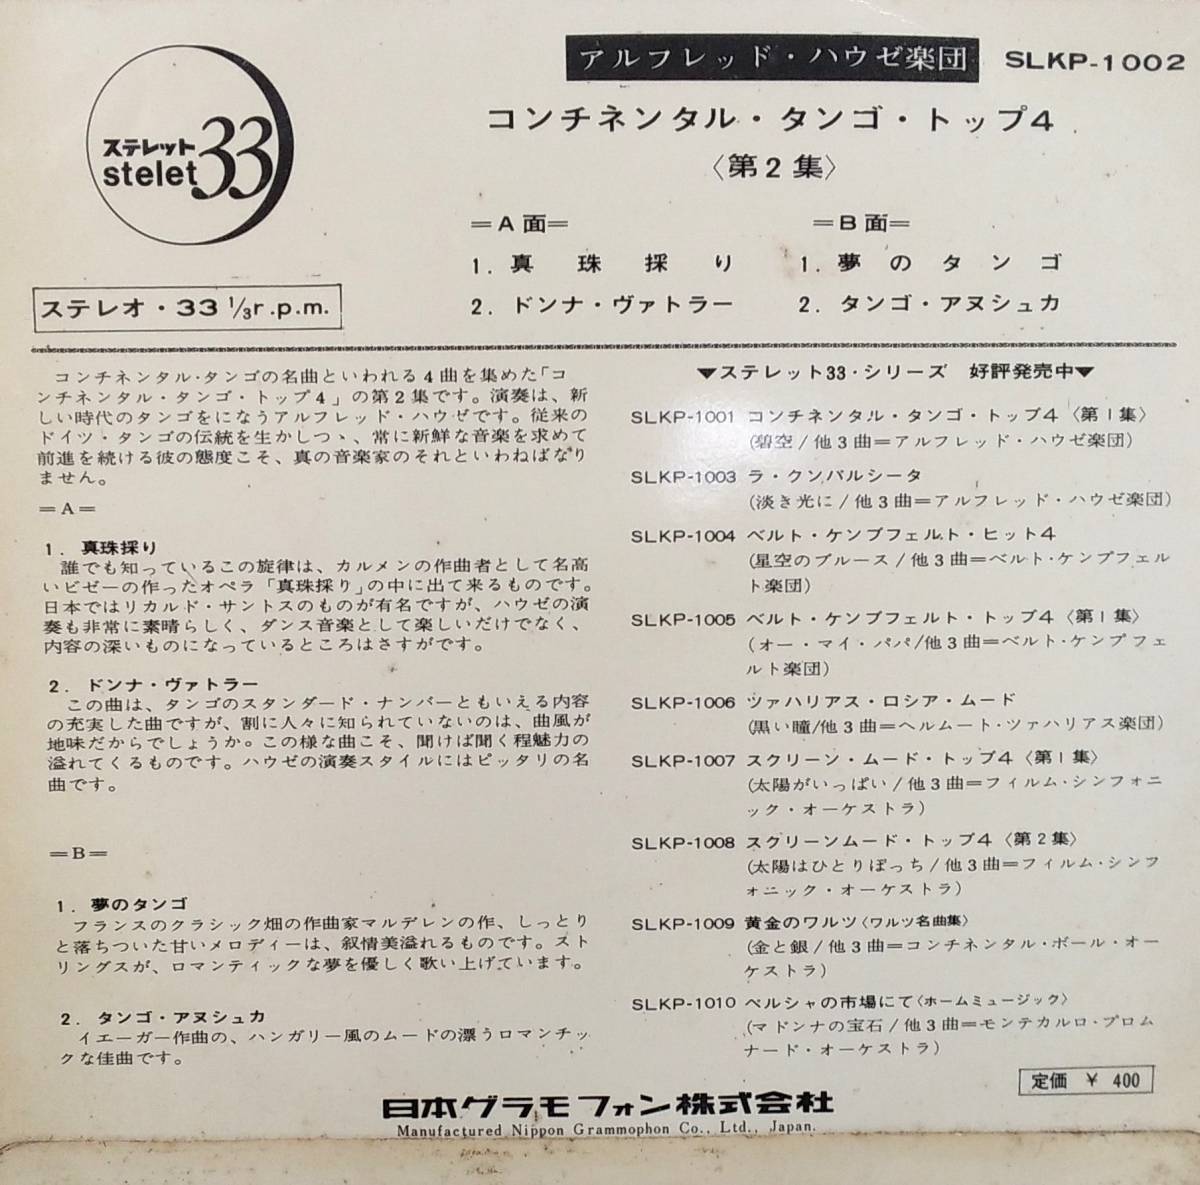 アルフレッド・ハウゼ楽団 SLKP-1002
コンチネンタル・タンゴ・トップ4
〈第2集〉
ステレット
stelet 33
=A面=
1. 真珠採り
2. ドンナ・ヴァトラー
=B面=
1. 夢のタンゴ
2. タンゴ・アヌシュカ
ステレオ・33 1/3r.p.m.
コンチネンタル・タンゴの名曲といわれる4曲を集めた「コ
ンチネンタル・タンゴ・トップ4」の第2集です。演奏は、新
しい時代のタンゴをになうアルフレッド・ハウゼです。従来の
ドイツ・タンゴの伝統を生かしつゝ、常に新鮮な音楽を求めて
前進を続ける彼の態度こそ、真の音楽家のそれといわねばなり
ません。
=A=
1. 真珠採り
誰でも知っているこの旋律は、カルメンの作曲者として名高
いビゼーの作ったオペラ「真珠採り」の中に出て来るものです。
日本ではリカルド・サントスのものが有名ですが、ハウゼの演
奏も非常に素晴らしく、ダンス音楽として楽しいだけでなく、
内容の深いものになっているところはさすがです。
2. ドンナ・ヴァトラー
この曲は、タンゴのスタンダード・ナンバーともいえる内容
の充実した曲ですが、割に人々に知られていないのは、曲風が
地味だからでしょうか。この様な曲こそ、聞けば聞く程魅力の
溢れてくるものです。ハウゼの演奏スタイルにはピッタリの名
曲です。
=B=
1. 夢のタンゴ
フランスのクラシック畑の作曲家マルデレンの作、しっとり
と落ちついた甘いメロディーは、叙情美溢れるものです。スト
リングスが、ロマンティックな夢を優しく歌い上げています。
2. タンゴ・アヌシュカ
イエーガー作曲の、ハンガリー風のムードの漂うロマンチッ
クな佳曲です。
▼ステレット33・シリーズ 好評発売中▼
SLKP-1001 コンチネンタル・タンゴ・トップ4〈第1集〉
(碧空/他3曲=アルフレッド・ハウゼ楽団)
SLKP-1003 ラ・クンパルシータ
(淡き光に/他3曲=アルフレッド・ハウゼ楽団)
SLKP-1004 ベルト・ケンプフェルト・ヒット4
(星空のブルース/他3曲=ベルト・ケンプフェル
ト楽団)
SLKP-1005 ベルト・ケンプフェルト・トップ4〈第1集〉
(オー・マイ・パパ/他3曲=ベルト・ケンプフェ
ルト楽団)
SLKP-1006 ツァハリアス・ロシア・ムード
(黒い瞳/他3曲=ヘルムート・ツァハリアス楽団)
SLKP-1007 スクリーン・ムード・トップ4〈第1集〉
(太陽がいっぱい/他3曲=フィルム・シンフォニ
ック・オーケストラ)
SLKP-1008 スクリーンムード・トップ4〈第2集〉
(太陽はひとりぼっち/他3曲=フィルム・シンフ
ォニック・オーケストラ)
SLKP-1009 黄金のワルツ〈ワルツ名曲集〉
(金と銀/他3曲=コンチネンタル・ボール・オー
ケストラ)
SLKP-1010 ペルシャの市場にて〈ホームミュージック〉
(マドンナの宝石/他3曲=モンテカルロ・プロム
ナード・オーケストラ)
定価 ¥ 400
日本グラモフォン株式会社
Manufactured Nippon Grammophon Co., Ltd., Japan.